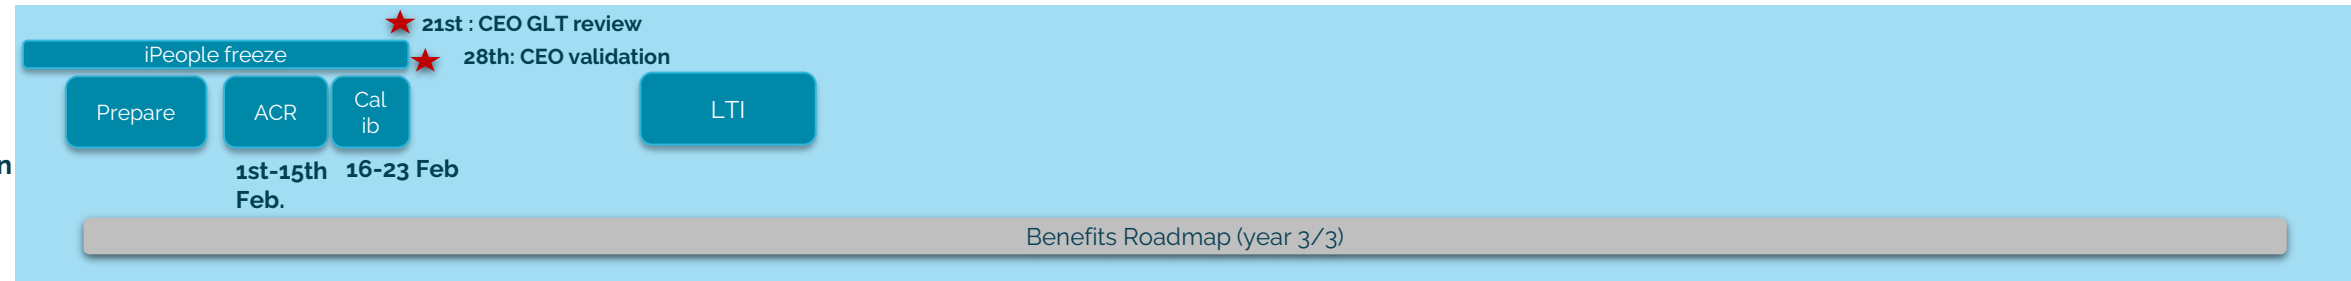 21st : CEO GLT review
iPeople freeze
28th: CEO validation
Prepare
ACR
Cal
ib
LTI
n
1st-15th
Feb.
16-23 Feb
Benefits Roadmap (year 3/3)